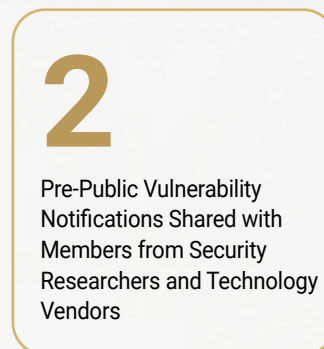 2
Pre-Public Vulnerability
Notifications Shared with
Members from Security
Researchers and Technology
Vendors